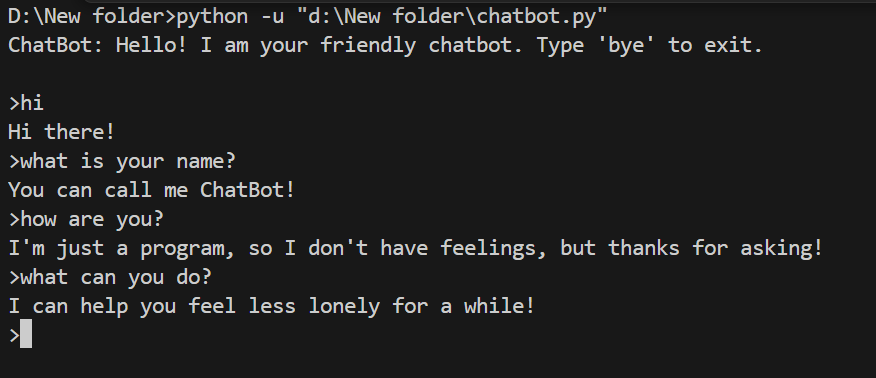 D:\New folder>python -u "d:\New folder\chatbot.py"
ChatBot: Hello! I am your friendly chatbot. Type 'bye' to exit.
>hi
Hi there!
>what is your name?
You can call me ChatBot!
>how are you?
I'm just a program, so I don't have feelings, but thanks for asking!
>what can you do?
I can help you feel less lonely for a while!
>